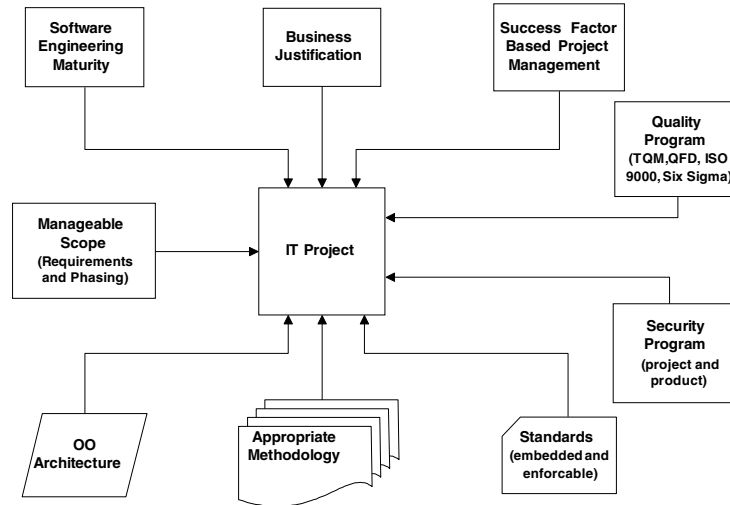 Software
Engineering
Maturity
Business
Justification
Success Factor
Based Project
Management
Quality
Program
(TQM,QFD, ISO
9000, Six Sigma)
Manageable
Scope
(Requirements
and Phasing)
IT Project
Security
Program
(project and
product)
OO
Architecture
Appropriate
Methodology
Standards
(embedded and
enforcable)